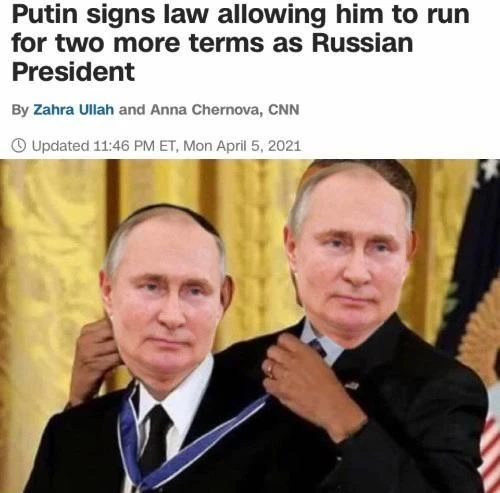 Putin signs law allowing him to run
for two more terms as Russian
President
By Zahra Ullah and Anna Chernova, CNN
Updated 11:46 PM ET, Mon April 5, 2021